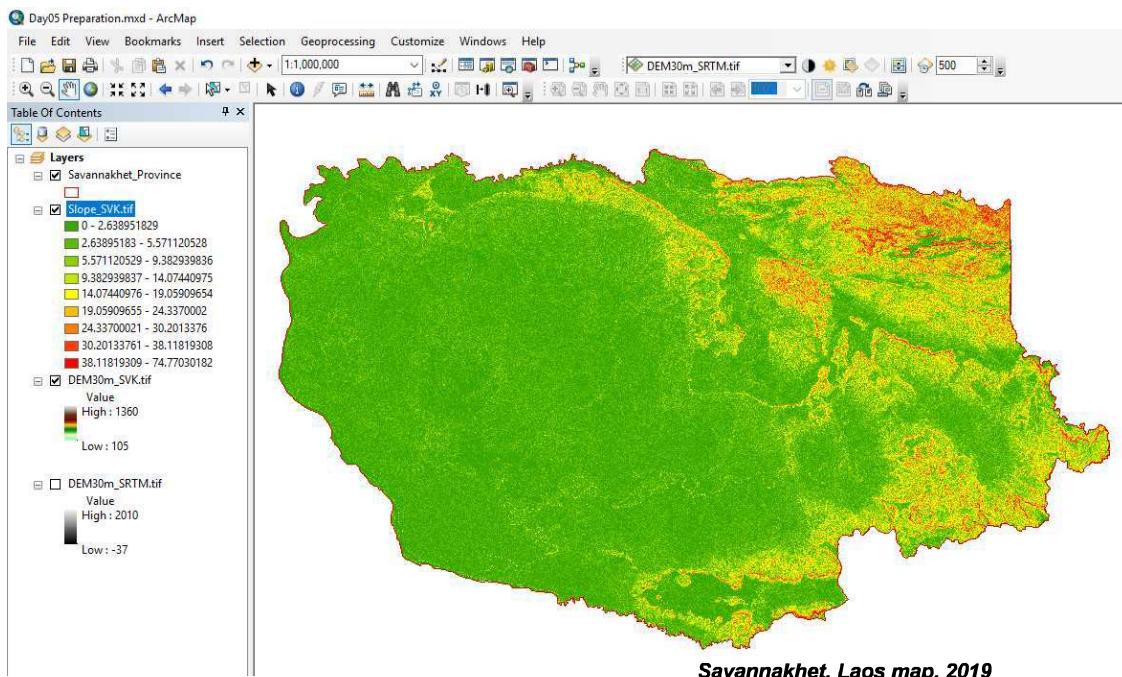 Day05 Preparation.mxd - ArcMap
File Edit View Bookmarks Insert Selection Geoprocessing Customize Windows Help
1:1,000,000 DEM30m_SRTM.tif 500
Table Of Contents
Layers
Savannakhet_Province
Slope_SVK.tif
0 - 2.638951829
2.63895183 - 5.571120528
5.571120529 - 9.382939836
9.382939837 - 14.07440975
14.07440976 - 19.05909654
19.05909655 - 24.3370002
24.33700021 - 30.2013376
30.20133761 - 38.11819308
38.11819309 - 74.77030182
DEM30m_SVK.tif
Value
High : 1360
Low : 105
DEM30m_SRTM.tif
Value
High : 2010
Low : -37
Savannakhet, Laos map, 2019